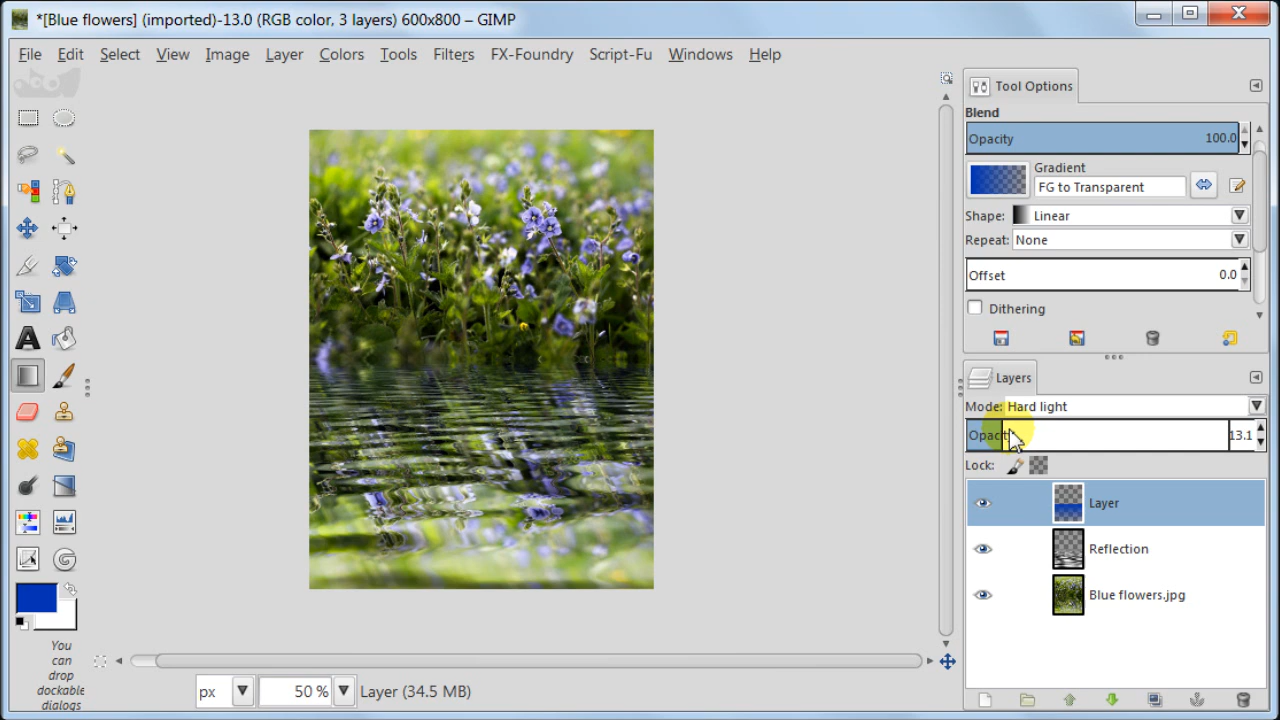 *[Blue flowers] (imported)-13.0 (RGB color, 3 layers) 600x800 – GIMP
File Edit Select View Image Layer Colors Tools Filters FX-Foundry Script-Fu Windows Help
Tool Options
Blend
Opacity 100.0
Gradient
FG to Transparent
Shape: Linear
Repeat: None
Offset 0.0
Dithering
Layers
Mode: Hard light
Opacity 13.1
Lock:
Layer
Reflection
Blue flowers.jpg
You
can
drop
dockable
dialogs
px 50 % Layer (34.5 MB)